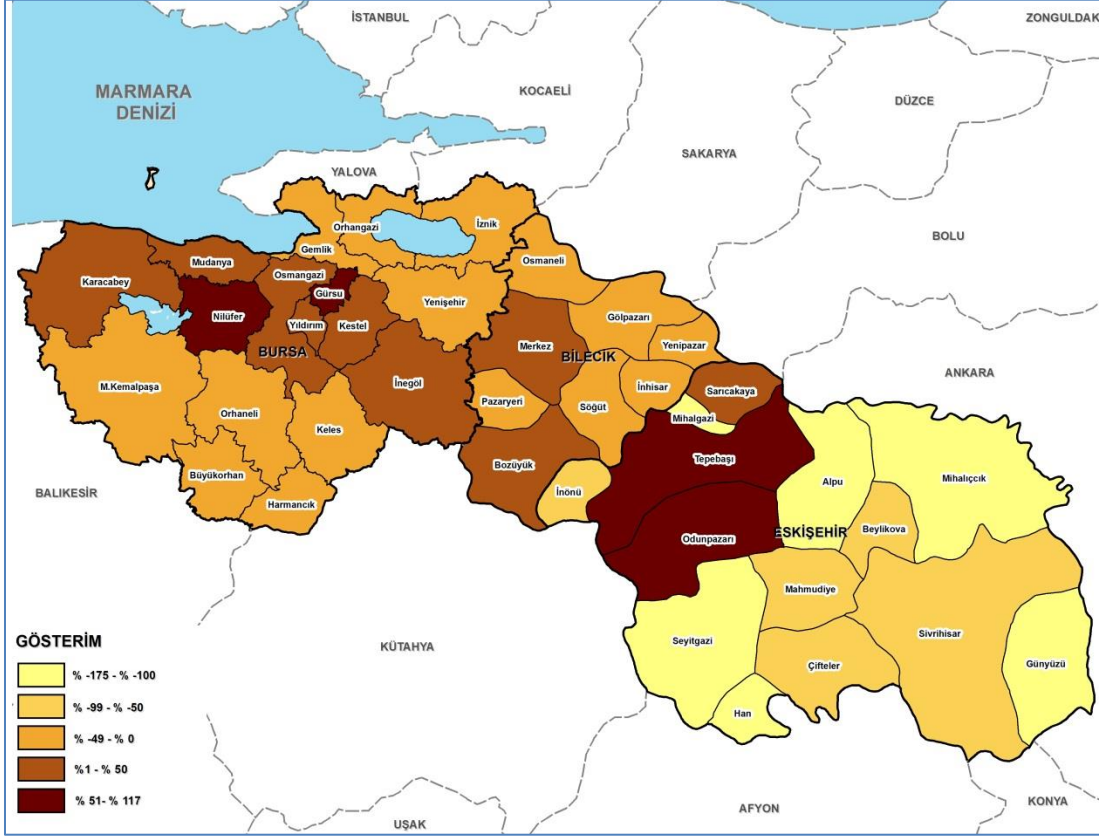 İSTANBUL
ZONGULDAK
MARMARA
DENİZİ
KOCAELİ
DÜZCE
SAKARYA
YALOVA
BOLU
İznik
Orhangazi
Gemlik
Osmaneli
Mudanya
Osmangazi
Karacabey
Gürsu
Yenişehir
Nilüfer
Yıldırım
Kestel
Gölpazarı
BURSA
Merkez
BİLECİK
Yenipazar
ANKARA
M.Kemalpaşa
İnegöl
İnhisar
Sarıcakaya
Pazaryeri
Söğüt
Orhaneli
Mihalgazi
Keles
Tepebaşı
Bozüyük
Büyükorhan
Alpu
Mihalıççık
BALIKESİR
İnönü
Harmancık
Odunpazarı
ESKİŞEHİR
Beylikova
Mahmudiye
Sivrihisar
GÖSTERİM
KÜTAHYA
Seyitgazi
Çifteler
Günyüzü
% -175 - % -100
% -99 - % -50
Han
% -49 - % 0
%1 - % 50
% 51- % 117
AFYON
KONYA
UŞAK